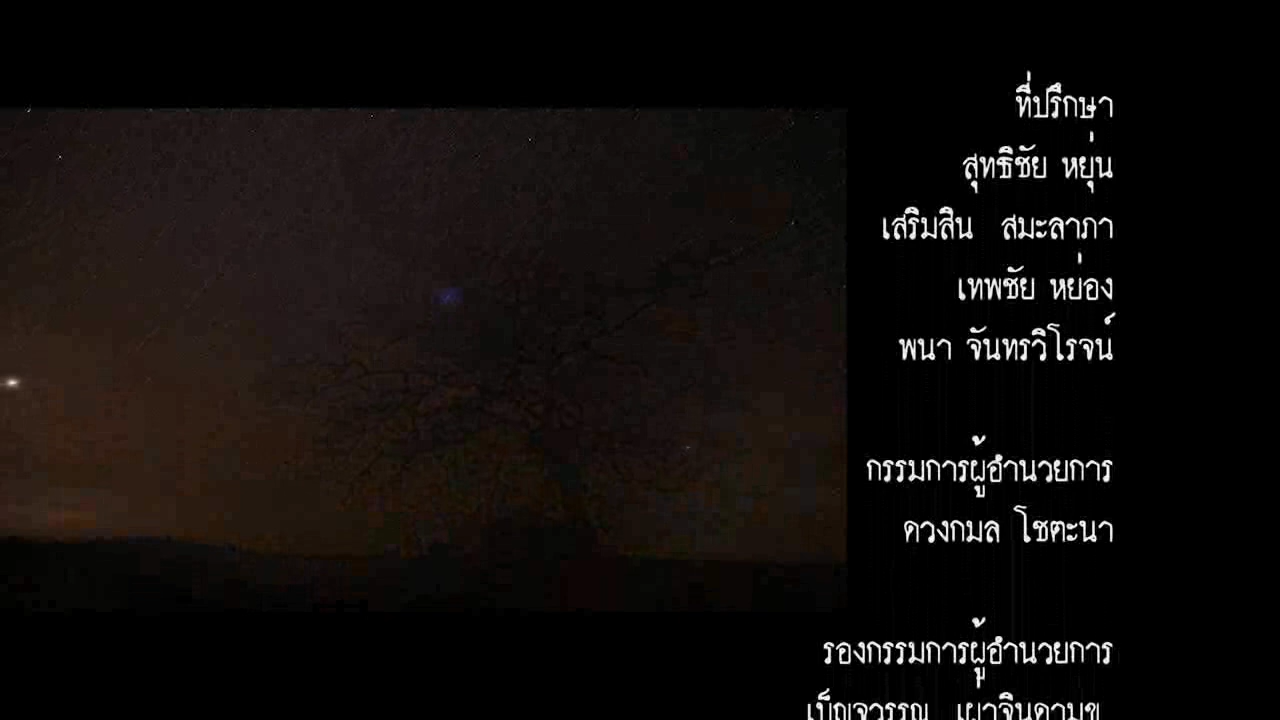 ที่ปรึกษา
สุทธิชัย หยุ่น
เสริมสิน สมะลาภา
เทพชัย หย่อง
พนา จันทรวิโรจน์
กรรมการผู้อำนวยการ
ดวงกมล โชตะนา
รองกรรมการผู้อำนวยการ